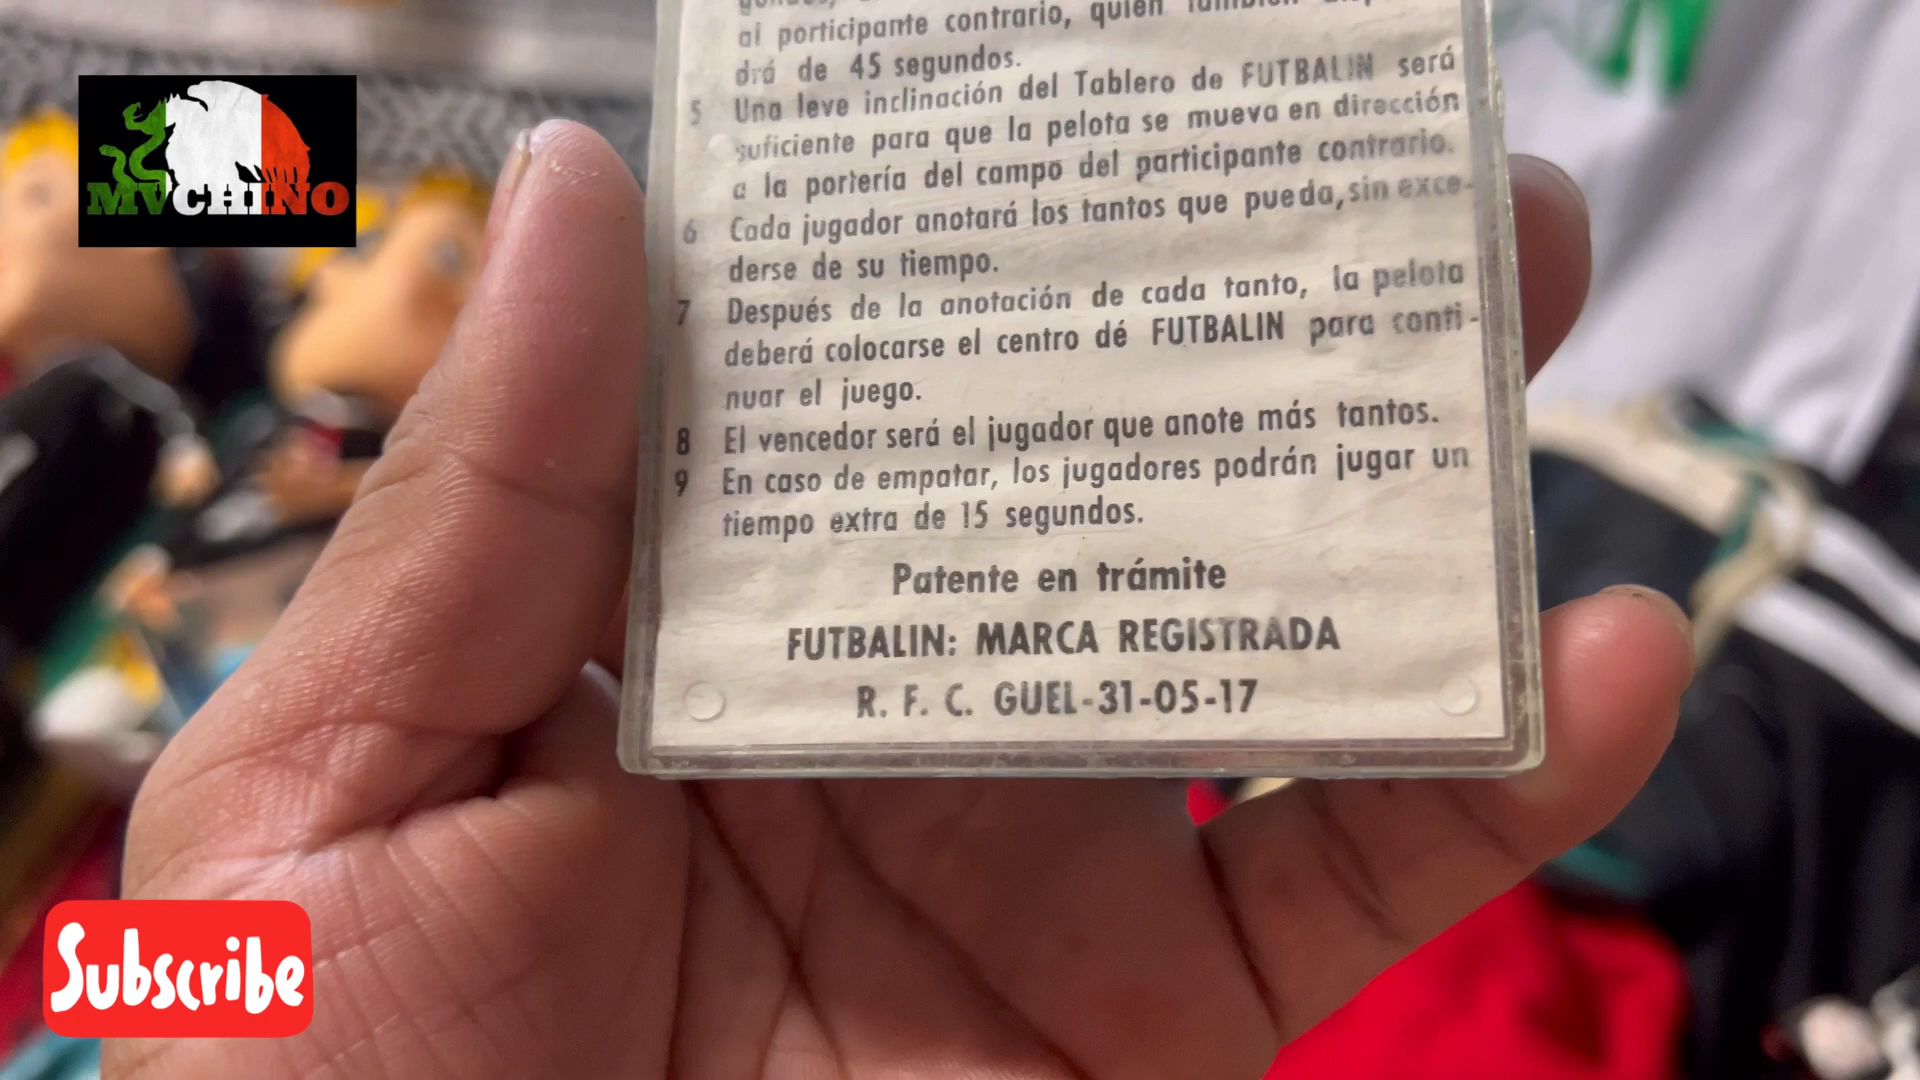 al participante contrario, quien
drá de 45 segundos.
5 Una leve inclinación del Tablero de FUTBALIN será
suficiente para que la pelota se mueva en dirección
a la portería del campo del participante contrario.
6 Cada jugador anotará los tantos que pueda, sin exce-
derse de su tiempo.
7 Después de la anotación de cada tanto, la pelota
deberá colocarse el centro dé FUTBALIN para conti-
nuar el juego.
8 El vencedor será el jugador que anote más tantos.
9 En caso de empatar, los jugadores podrán jugar un
tiempo extra de 15 segundos.
Patente en trámite
FUTBALIN: MARCA REGISTRADA
R. F. C. GUEL-31-05-17
MVCHINO
Subscribe